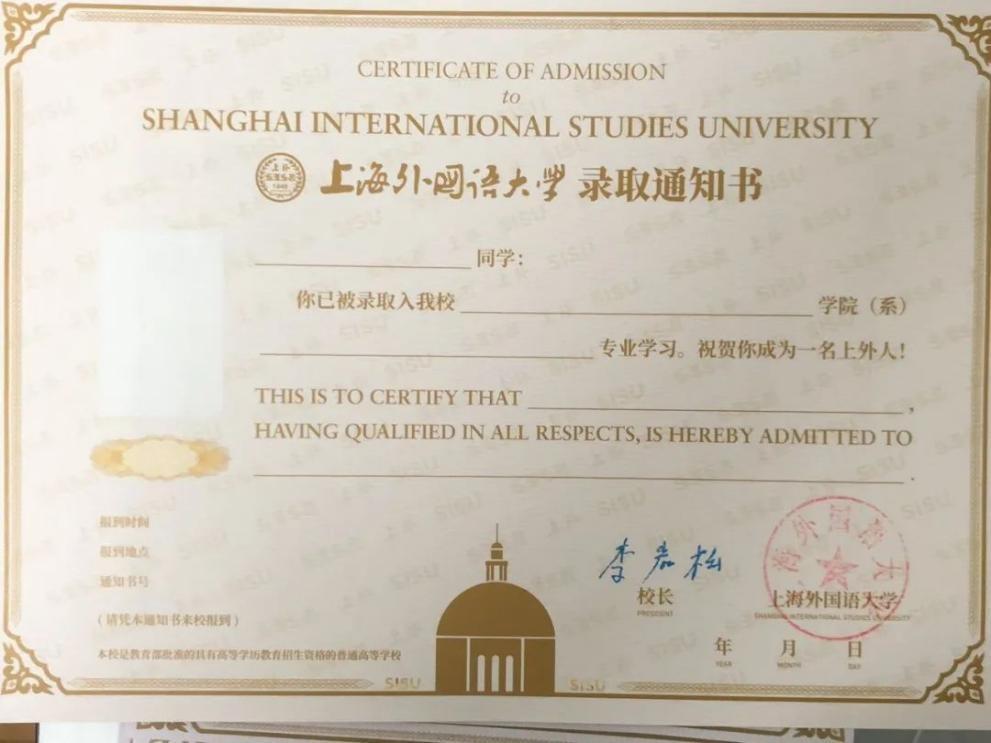 CERTIFICATE OF ADMISSION
to
SHANGHAI INTERNATIONAL STUDIES UNIVERSITY
上海外国语大学 录取通知书
同学：
你已被录取入我校 学院（系）
专业学习。祝贺你成为一名上外人！
THIS IS TO CERTIFY THAT ,
HAVING QUALIFIED IN ALL RESPECTS, IS HEREBY ADMITTED TO
.
报到时间
报到地点
通知书号
（请凭本通知书来校报到）
本校是教育部批准的具有高等学历教育招生资格的普通高等学校
李岩松
校长
PRESIDENT
上海外国语大学
SHANGHAI INTERNATIONAL STUDIES UNIVERSITY
年 月 日
YEAR MONTH DAY
SISU SISU